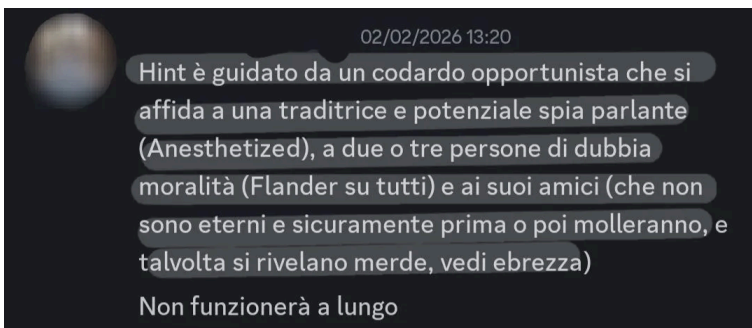 02/02/2026 13:20
Hint è guidato da un codardo opportunista che si
affida a una traditrice e potenziale spia parlante
(Anesthetized), a due o tre persone di dubbia
moralità (Flander su tutti) e ai suoi amici (che non
sono eterni e sicuramente prima o poi molleranno, e
talvolta si rivelano merde, vedi ebrezza)
Non funzionerà a lungo